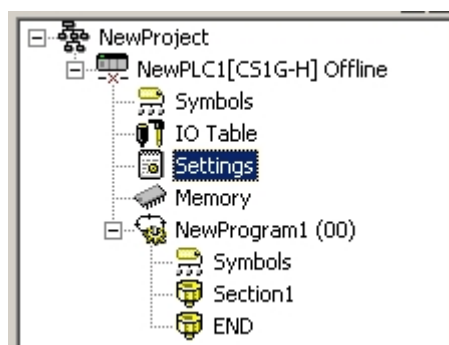 NewProject
NewPLC1[CS1G-H] Offline
Symbols
IO Table
Settings
Memory
NewProgram1 (00)
Symbols
Section1
END